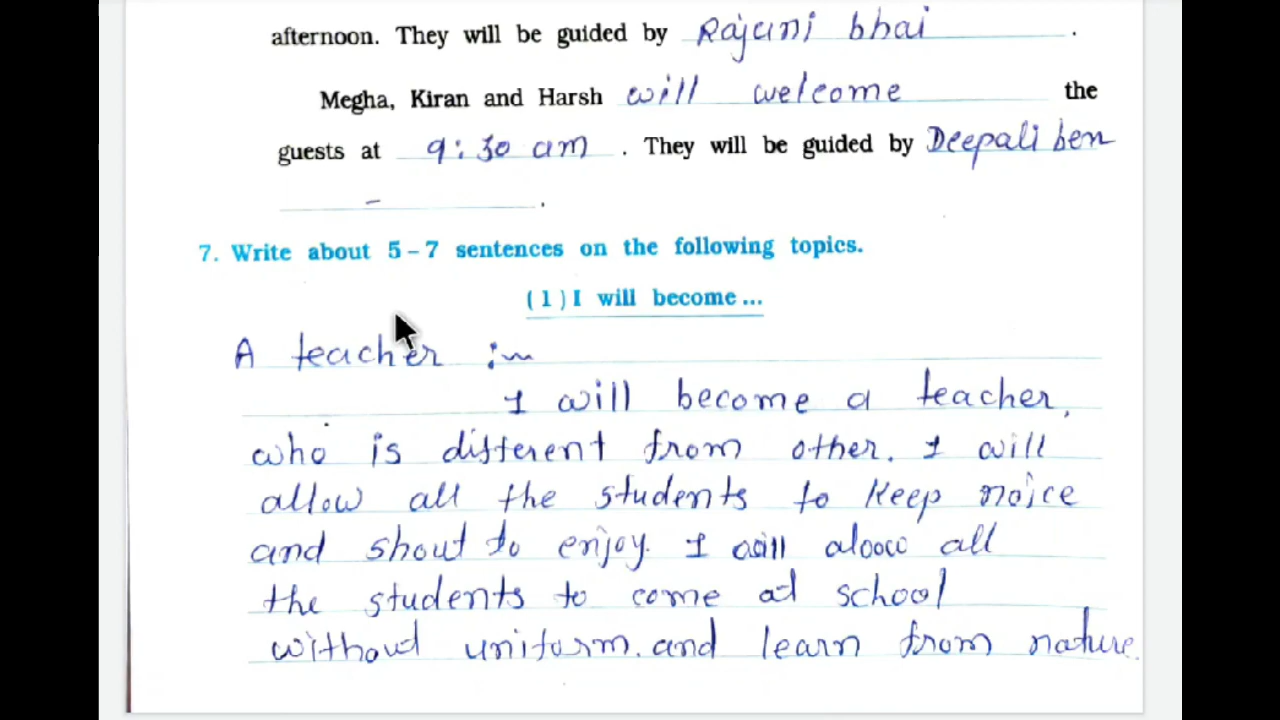 afternoon. They will be guided by Rajani bhai .
Megha, Kiran and Harsh will welcome the
guests at 9:30 am . They will be guided by Deepali ben
- .
7. Write about 5 - 7 sentences on the following topics.
(1) I will become ...
A teacher :~
I will become a teacher,
who is different from other. I will
allow all the students to keep noice
and shout to enjoy. I will aloow all
the students to come at school
without uniform. and learn from nature.